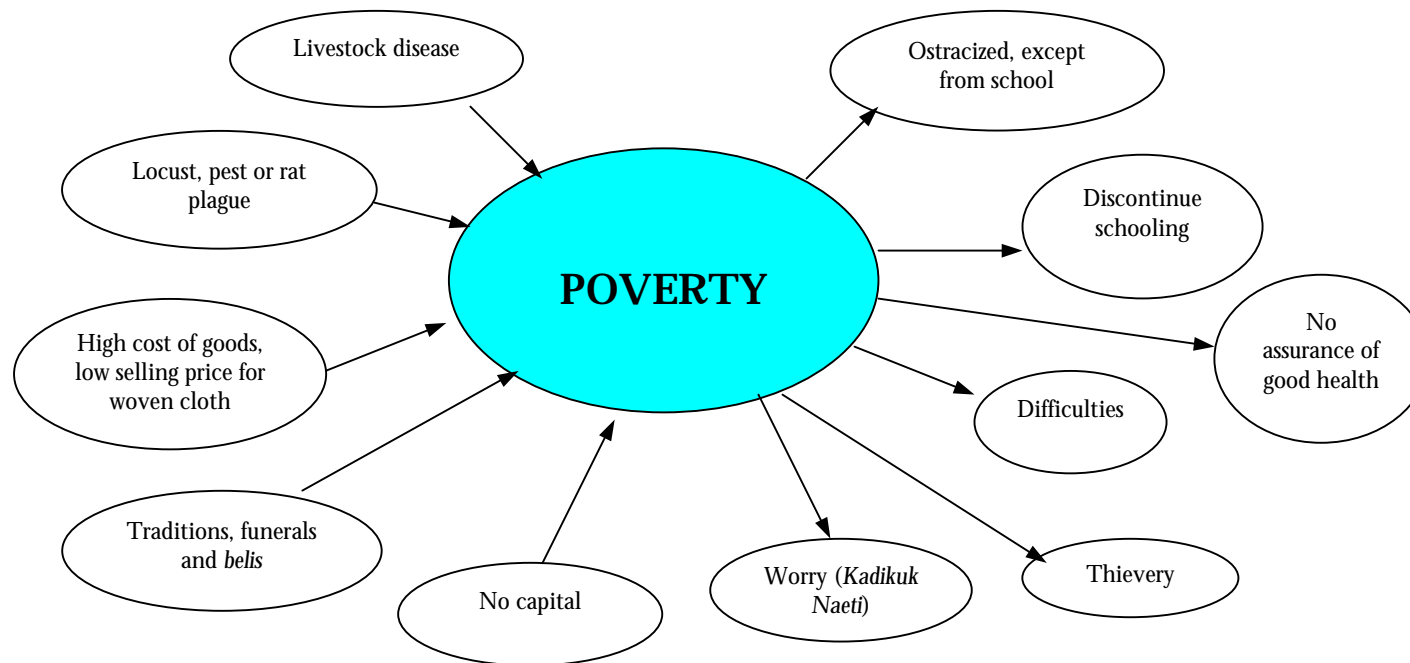 Livestock disease
Ostracized, except
from school
Locust, pest or rat
plague
Discontinue
schooling
POVERTY
High cost of goods,
low selling price for
woven cloth
No
assurance of
good health
Difficulties
Traditions, funerals
and belis
No capital
Worry (Kadikuk
Naeti)
Thievery